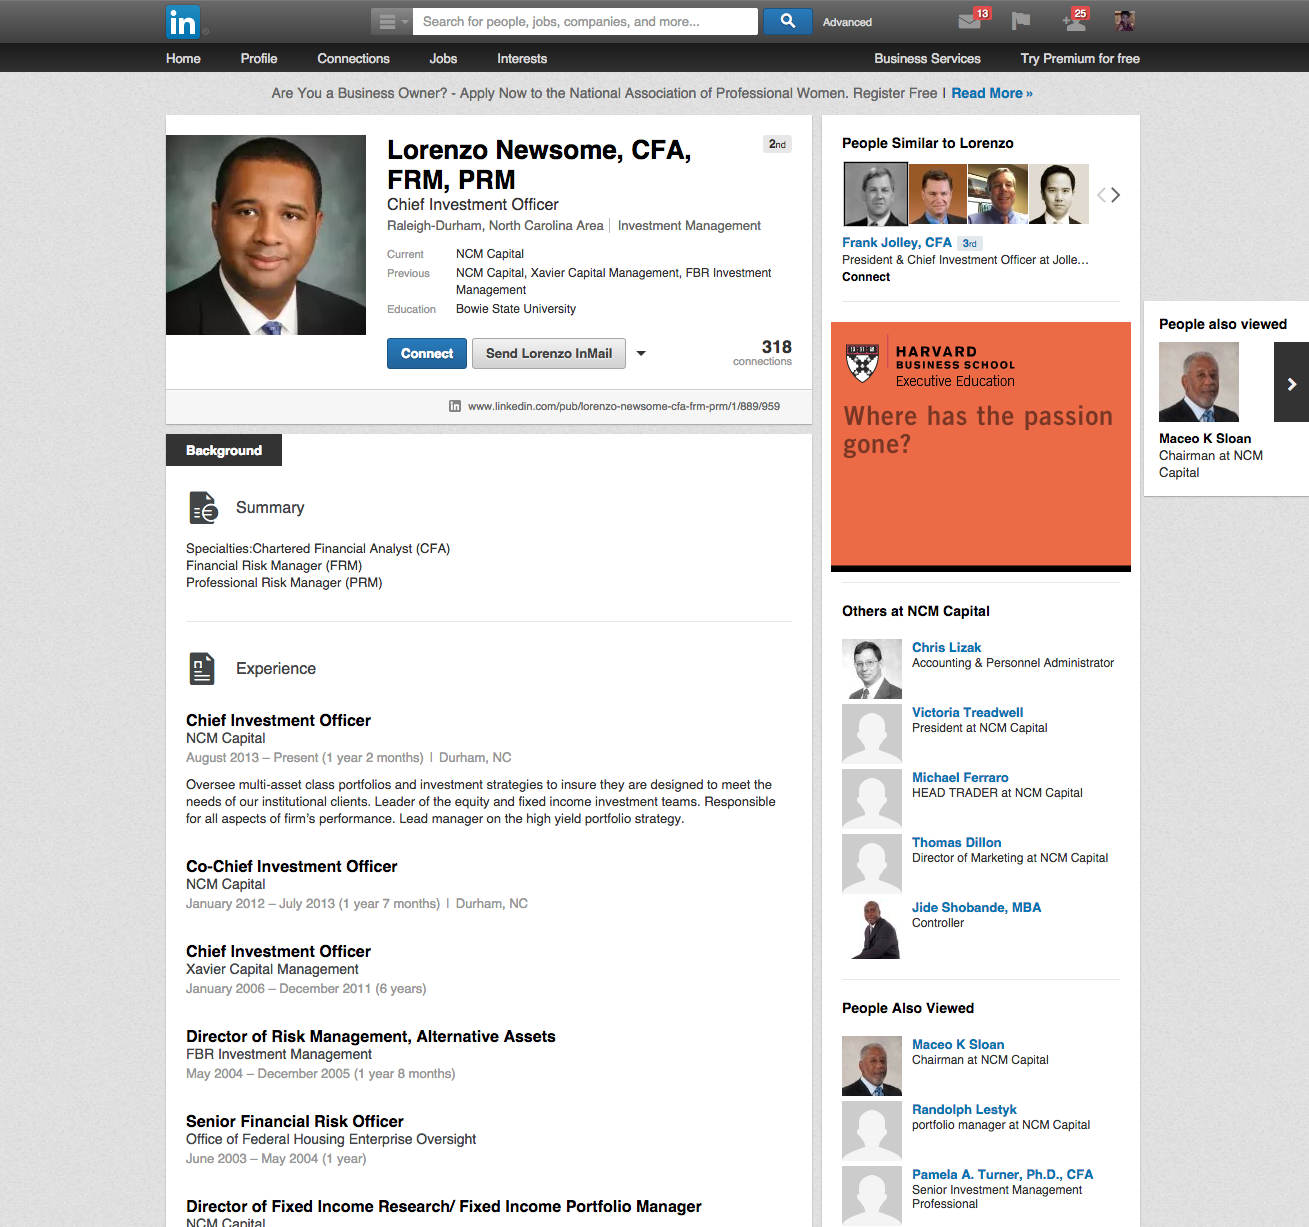 in
Search for people, jobs, companies, and more...
Advanced
13
25
Home
Profile
Connections
Jobs
Interests
Business Services
Try Premium for free
Are You a Business Owner? - Apply Now to the National Association of Professional Women. Register Free | Read More »
Lorenzo Newsome, CFA,
FRM, PRM
2nd
Chief Investment Officer
Raleigh-Durham, North Carolina Area | Investment Management
Current NCM Capital
Previous NCM Capital, Xavier Capital Management, FBR Investment
Management
Education Bowie State University
Connect
Send Lorenzo InMail
318
connections
in www.linkedin.com/pub/lorenzo-newsome-cfa-frm-prm/1/889/959
Background
Summary
Specialties:Chartered Financial Analyst (CFA)
Financial Risk Manager (FRM)
Professional Risk Manager (PRM)
Experience
Chief Investment Officer
NCM Capital
August 2013 – Present (1 year 2 months) | Durham, NC
Oversee multi-asset class portfolios and investment strategies to insure they are designed to meet the
needs of our institutional clients. Leader of the equity and fixed income investment teams. Responsible
for all aspects of firm's performance. Lead manager on the high yield portfolio strategy.
Co-Chief Investment Officer
NCM Capital
January 2012 – July 2013 (1 year 7 months) | Durham, NC
Chief Investment Officer
Xavier Capital Management
January 2006 – December 2011 (6 years)
Director of Risk Management, Alternative Assets
FBR Investment Management
May 2004 – December 2005 (1 year 8 months)
Senior Financial Risk Officer
Office of Federal Housing Enterprise Oversight
June 2003 – May 2004 (1 year)
Director of Fixed Income Research/ Fixed Income Portfolio Manager
NCM Capital
People Similar to Lorenzo
Frank Jolley, CFA 3rd
President & Chief Investment Officer at Jolle...
Connect
HARVARD
BUSINESS SCHOOL
Executive Education
Where has the passion
gone?
Others at NCM Capital
Chris Lizak
Accounting & Personnel Administrator
Victoria Treadwell
President at NCM Capital
Michael Ferraro
HEAD TRADER at NCM Capital
Thomas Dillon
Director of Marketing at NCM Capital
Jide Shobande, MBA
Controller
People Also Viewed
Maceo K Sloan
Chairman at NCM Capital
Randolph Lestyk
portfolio manager at NCM Capital
Pamela A. Turner, Ph.D., CFA
Senior Investment Management
Professional
People also viewed
Maceo K Sloan
Chairman at NCM
Capital